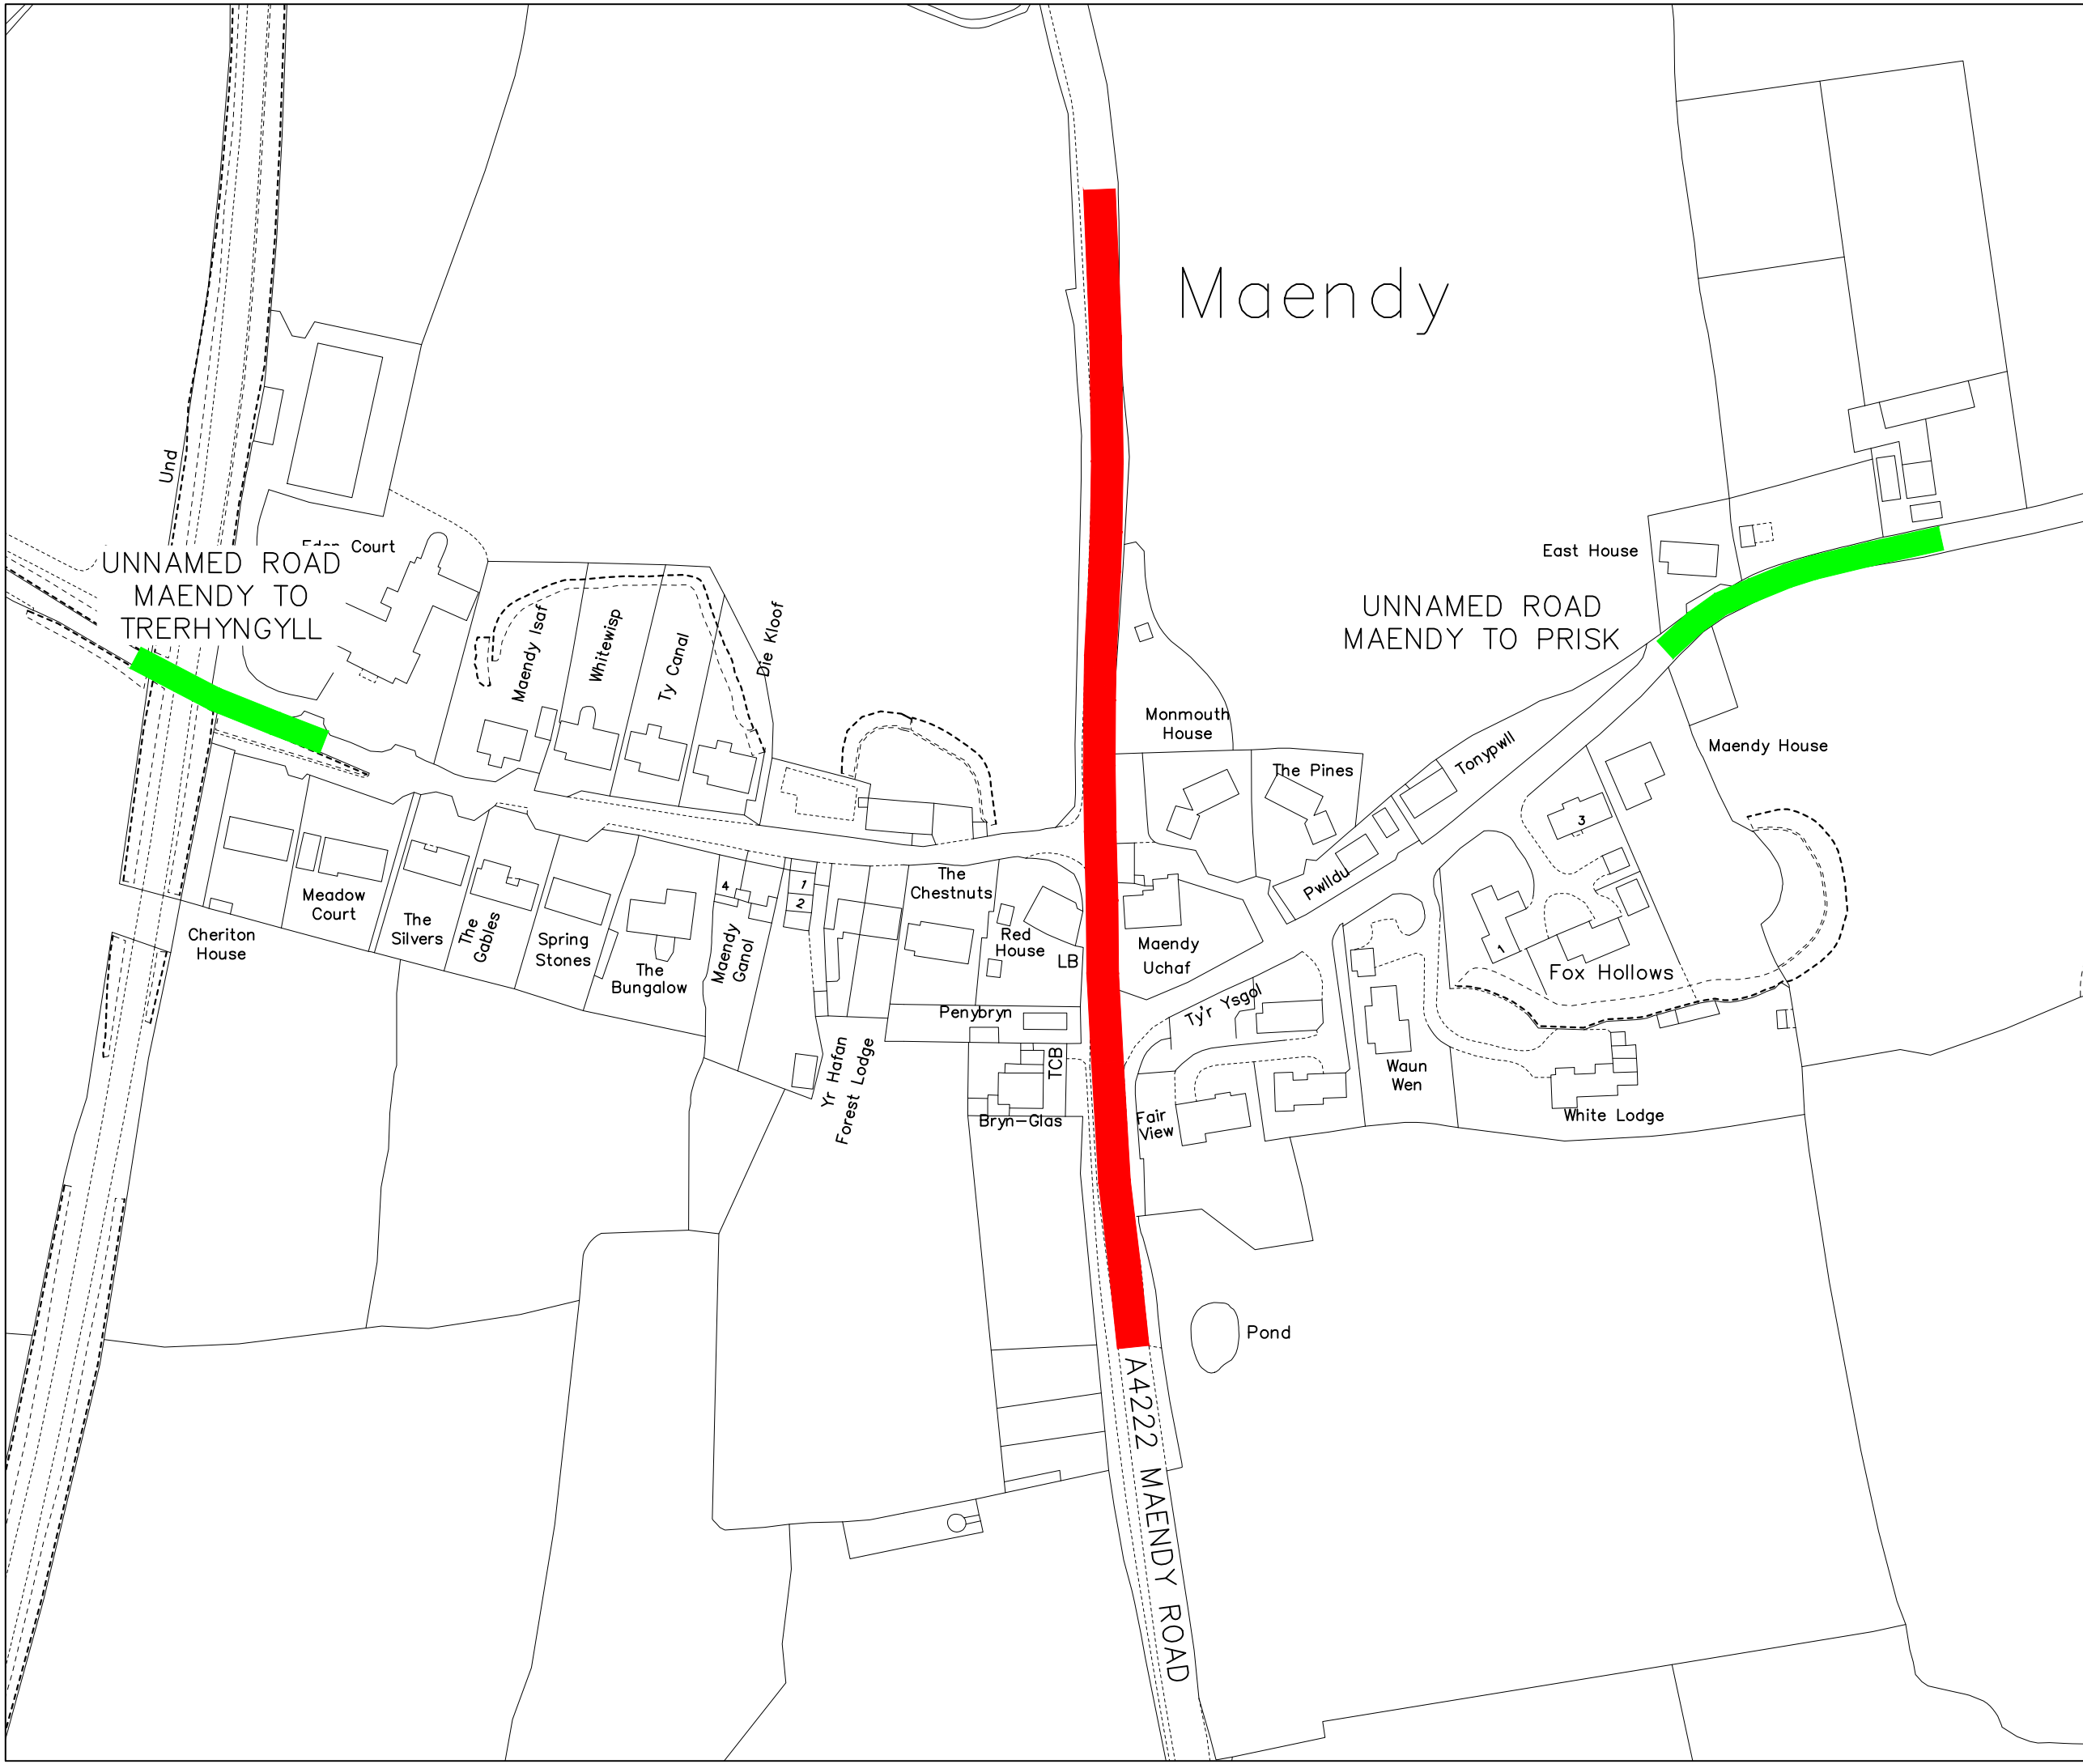 Maendy
Und
Eden Court
UNNAMED ROAD
MAENDY TO
TRERHYNGYLL
East House
UNNAMED ROAD
MAENDY TO PRISK
Maendy Isaf
Whitewisp
Ty Canal
Die Kloof
Monmouth
House
The Pines
Tonypwll
Maendy House
Pwlldu
3
1
Fox Hollows
Cheriton
House
Meadow
Court
The
Silvers
The
Gables
Spring
Stones
The
Bungalow
4
Maendy
Ganol
1
2
The
Chestnuts
Red
House
LB
Maendy
Uchaf
Penybryn
Ty'r Ysgol
Yr Hafan
Forest Lodge
TCB
Bryn-Glas
Fair
View
Waun
Wen
White Lodge
Pond
A4222 MAENDY ROAD